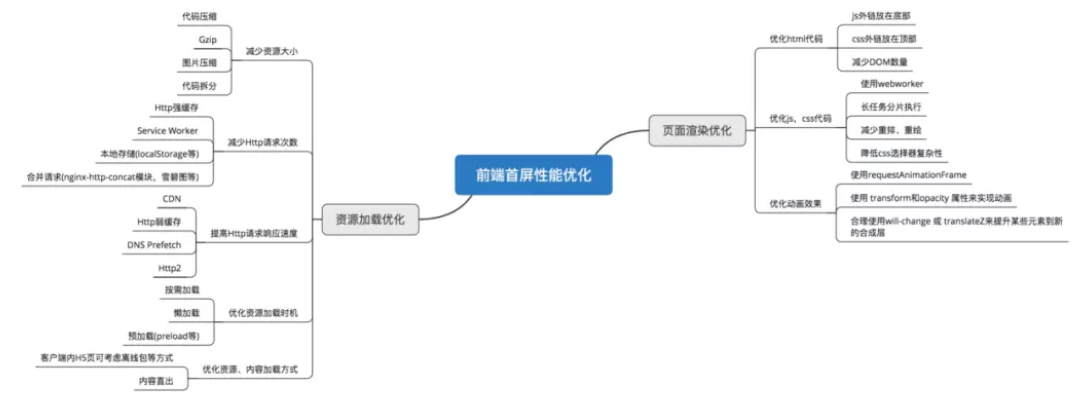 前端首屏性能优化
资源加载优化
减少资源大小
代码压缩
Gzip
图片压缩
代码拆分
减少Http请求次数
Http强缓存
Service Worker
本地存储(localStorage等)
合并请求(nginx-http-concat模块、雪碧图等)
提高Http请求响应速度
CDN
Http弱缓存
DNS Prefetch
Http2
优化资源加载时机
按需加载
懒加载
预加载(preload等)
优化资源、内容加载方式
客户端内H5页可考虑离线包等方式
内容直出
页面渲染优化
优化html代码
js外链放在底部
css外链放在顶部
减少DOM数量
优化js，css代码
使用webworker
长任务分片执行
减少重排、重绘
降低css选择器复杂性
优化动画效果
使用requestAnimationFrame
使用 transform和opacity 属性来实现动画
合理使用will-change 或 translateZ来提升某些元素到新
的合成层